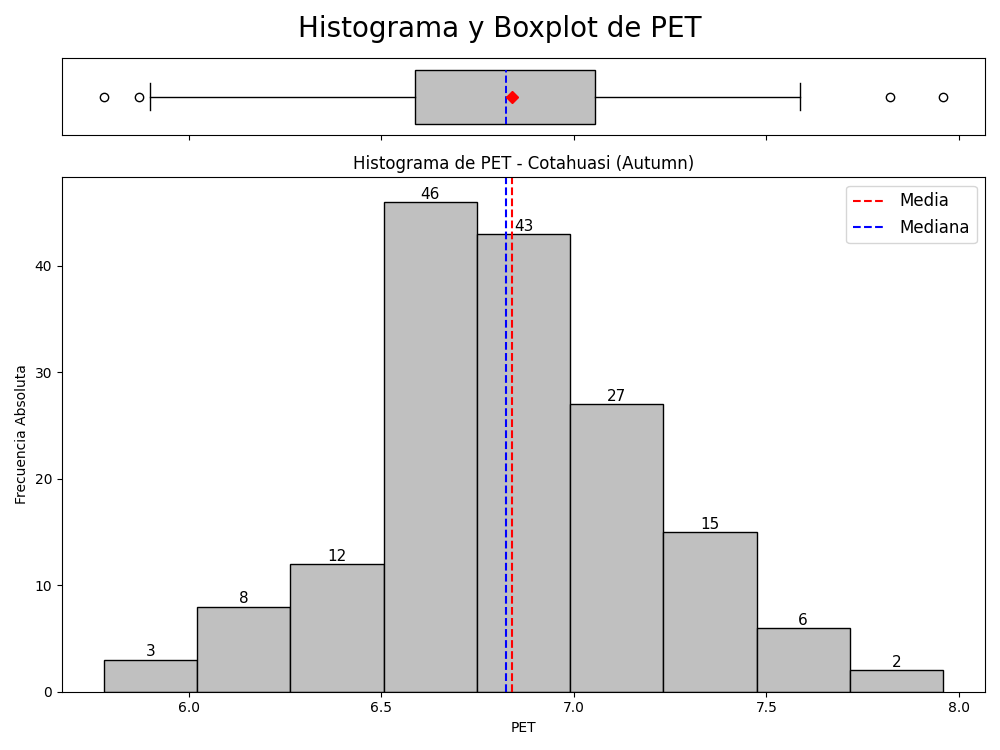 Histograma y Boxplot de PET
Histograma de PET - Cotahuasi (Autumn)
Media
Mediana
46
43
27
15
12
8
6
3
2
40
30
20
10
0
Frecuencia Absoluta
6.0 6.5 7.0 7.5 8.0
PET